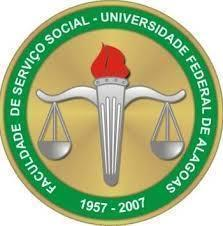 FACULDADE DE SERVIÇO SOCIAL - UNIVERSIDADE FEDERAL DE ALAGOAS
1957 - 2007